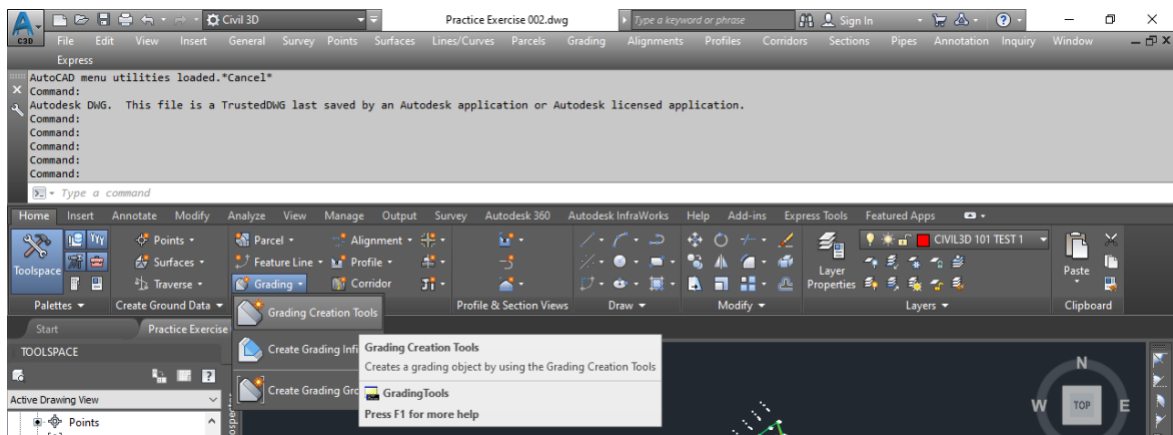 Civil 3D Practice Exercise 002.dwg Type a keyword or phrase Sign In
C3D File Edit View Insert General Survey Points Surfaces Lines/Curves Parcels Grading Alignments Profiles Corridors Sections Pipes Annotation Inquiry Window
Express
AutoCAD menu utilities loaded.*Cancel*
Command:
Autodesk DWG.  This file is a TrustedDWG last saved by an Autodesk application or Autodesk licensed application.
Command:
Command:
Command:
Command:
Command:
Type a command
Home Insert Annotate Modify Analyze View Manage Output Survey Autodesk 360 Autodesk InfraWorks Help Add-ins Express Tools Featured Apps
Points Parcel Alignment CIVIL3D 101 TEST 1
Toolspace Surfaces Feature Line Profile Layer Properties Paste
Traverse Grading Corridor
Palettes Create Ground Data Profile & Section Views Draw Modify Layers Clipboard
Grading Creation Tools
Start Practice Exercise
TOOLSPACE Create Grading Infi Grading Creation Tools
Creates a grading object by using the Grading Creation Tools
N
Create Grading Gro GradingTools
Active Drawing View
W TOP E
Press F1 for more help
Points